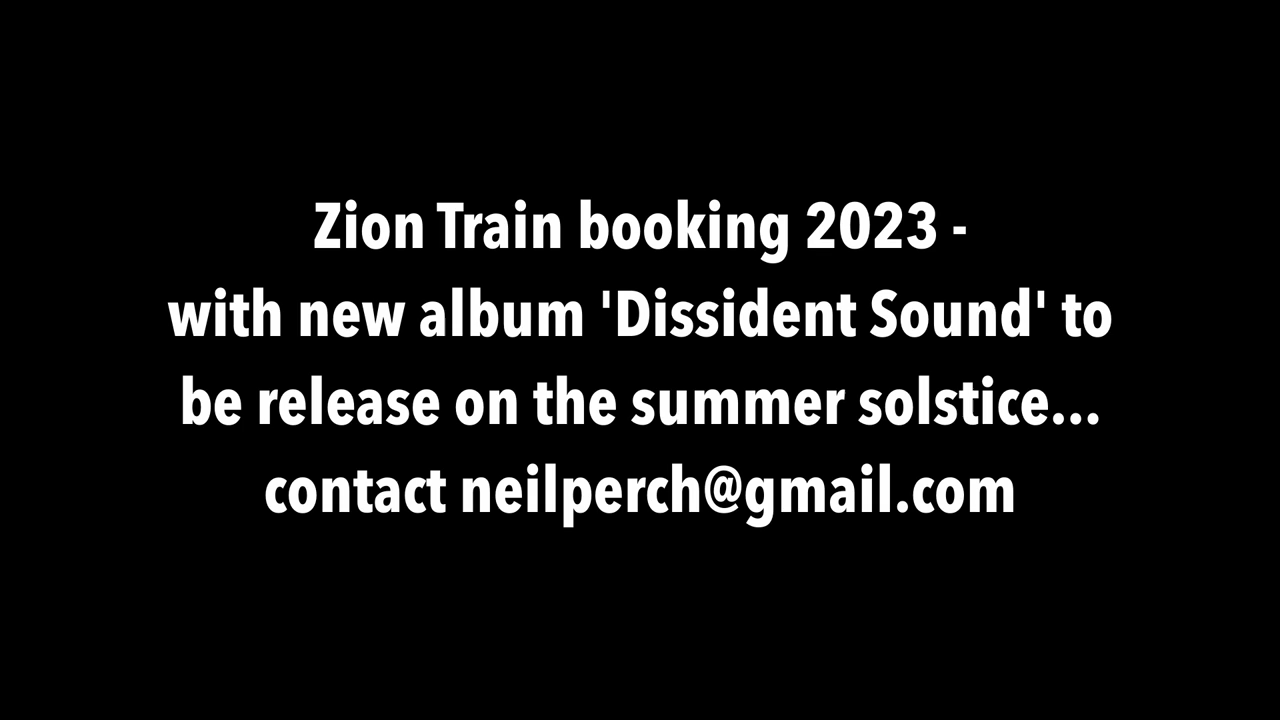 Zion Train booking 2023 -
with new album 'Dissident Sound' to
be release on the summer solstice...
contact neilperch@gmail.com